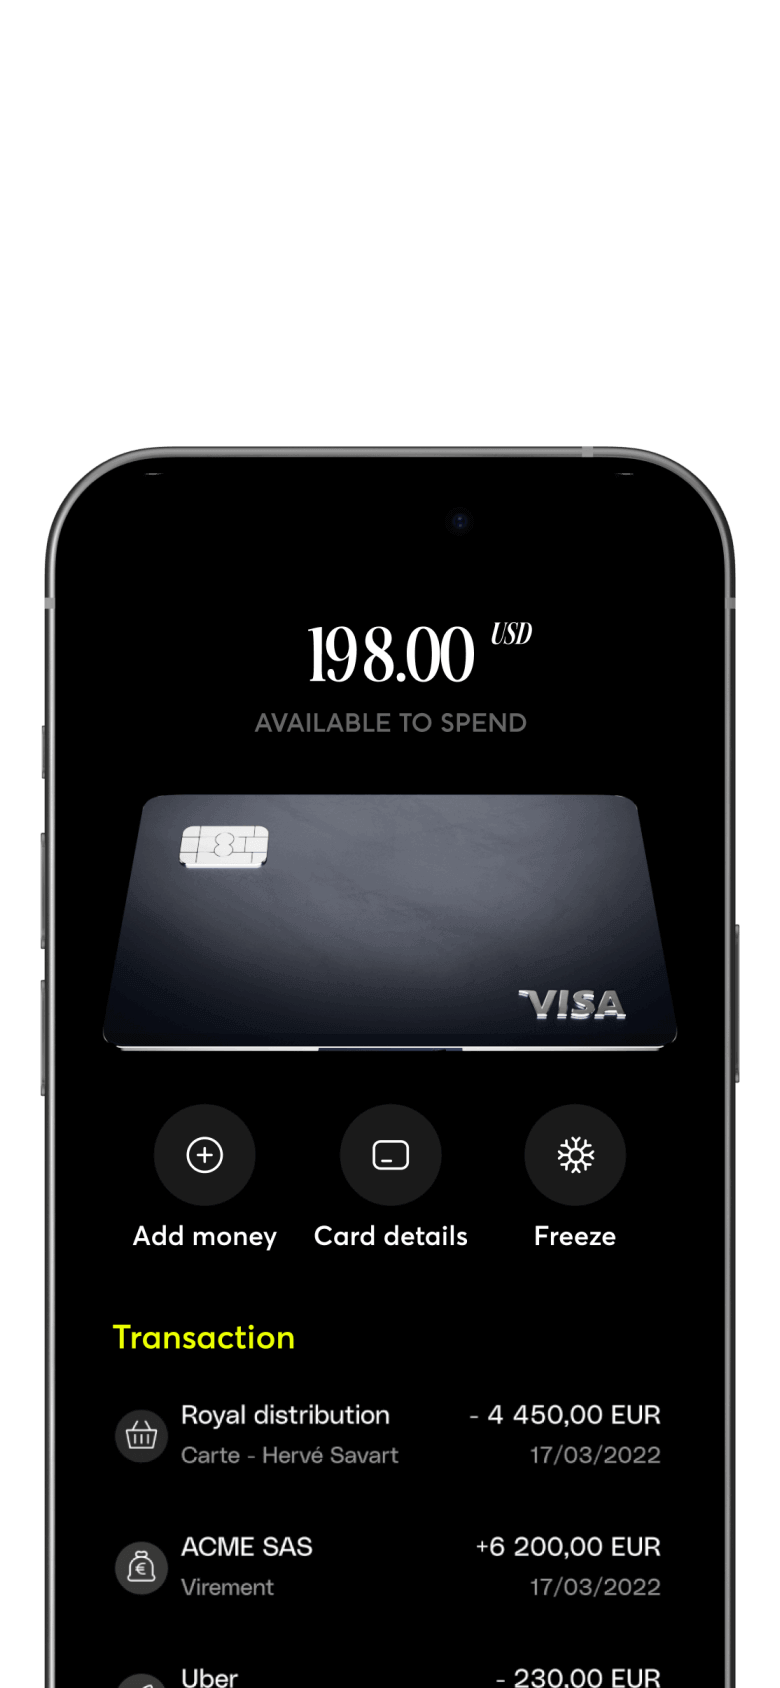 198.00 USD
AVAILABLE TO SPEND
VISA
Add money
Card details
Freeze
Transaction
Royal distribution
- 4 450,00 EUR
Carte - Hervé Savart
17/03/2022
ACME SAS
+6 200,00 EUR
Virement
17/03/2022
Uber
- 230,00 EUR